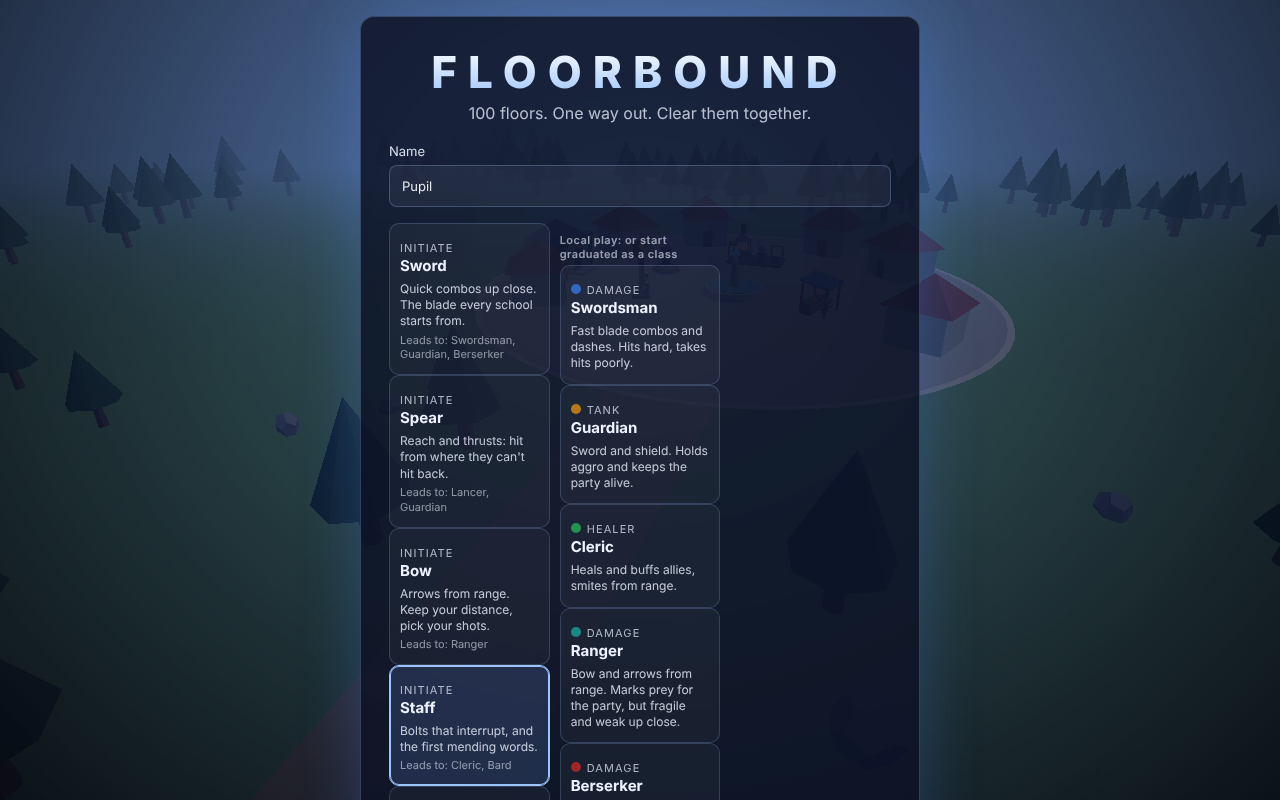 FLOORBOUND
100 floors. One way out. Clear them together.
Name
Pupil
INITIATE
Sword
Quick combos up close.
The blade every school
starts from.
Leads to: Swordsman,
Guardian, Berserker
INITIATE
Spear
Reach and thrusts: hit
from where they can't
hit back.
Leads to: Lancer,
Guardian
INITIATE
Bow
Arrows from range.
Keep your distance,
pick your shots.
Leads to: Ranger
INITIATE
Staff
Bolts that interrupt, and
the first mending words.
Leads to: Cleric, Bard
Local play: or start
graduated as a class
DAMAGE
Swordsman
Fast blade combos and
dashes. Hits hard, takes
hits poorly.
TANK
Guardian
Sword and shield. Holds
aggro and keeps the
party alive.
HEALER
Cleric
Heals and buffs allies,
smites from range.
DAMAGE
Ranger
Bow and arrows from
range. Marks prey for
the party, but fragile
and weak up close.
DAMAGE
Berserker